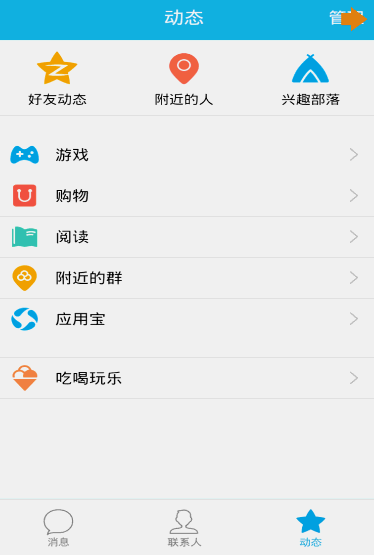 动态
管理
好友动态
附近的人
兴趣部落
游戏
购物
阅读
附近的群
应用宝
吃喝玩乐
消息
联系人
动态